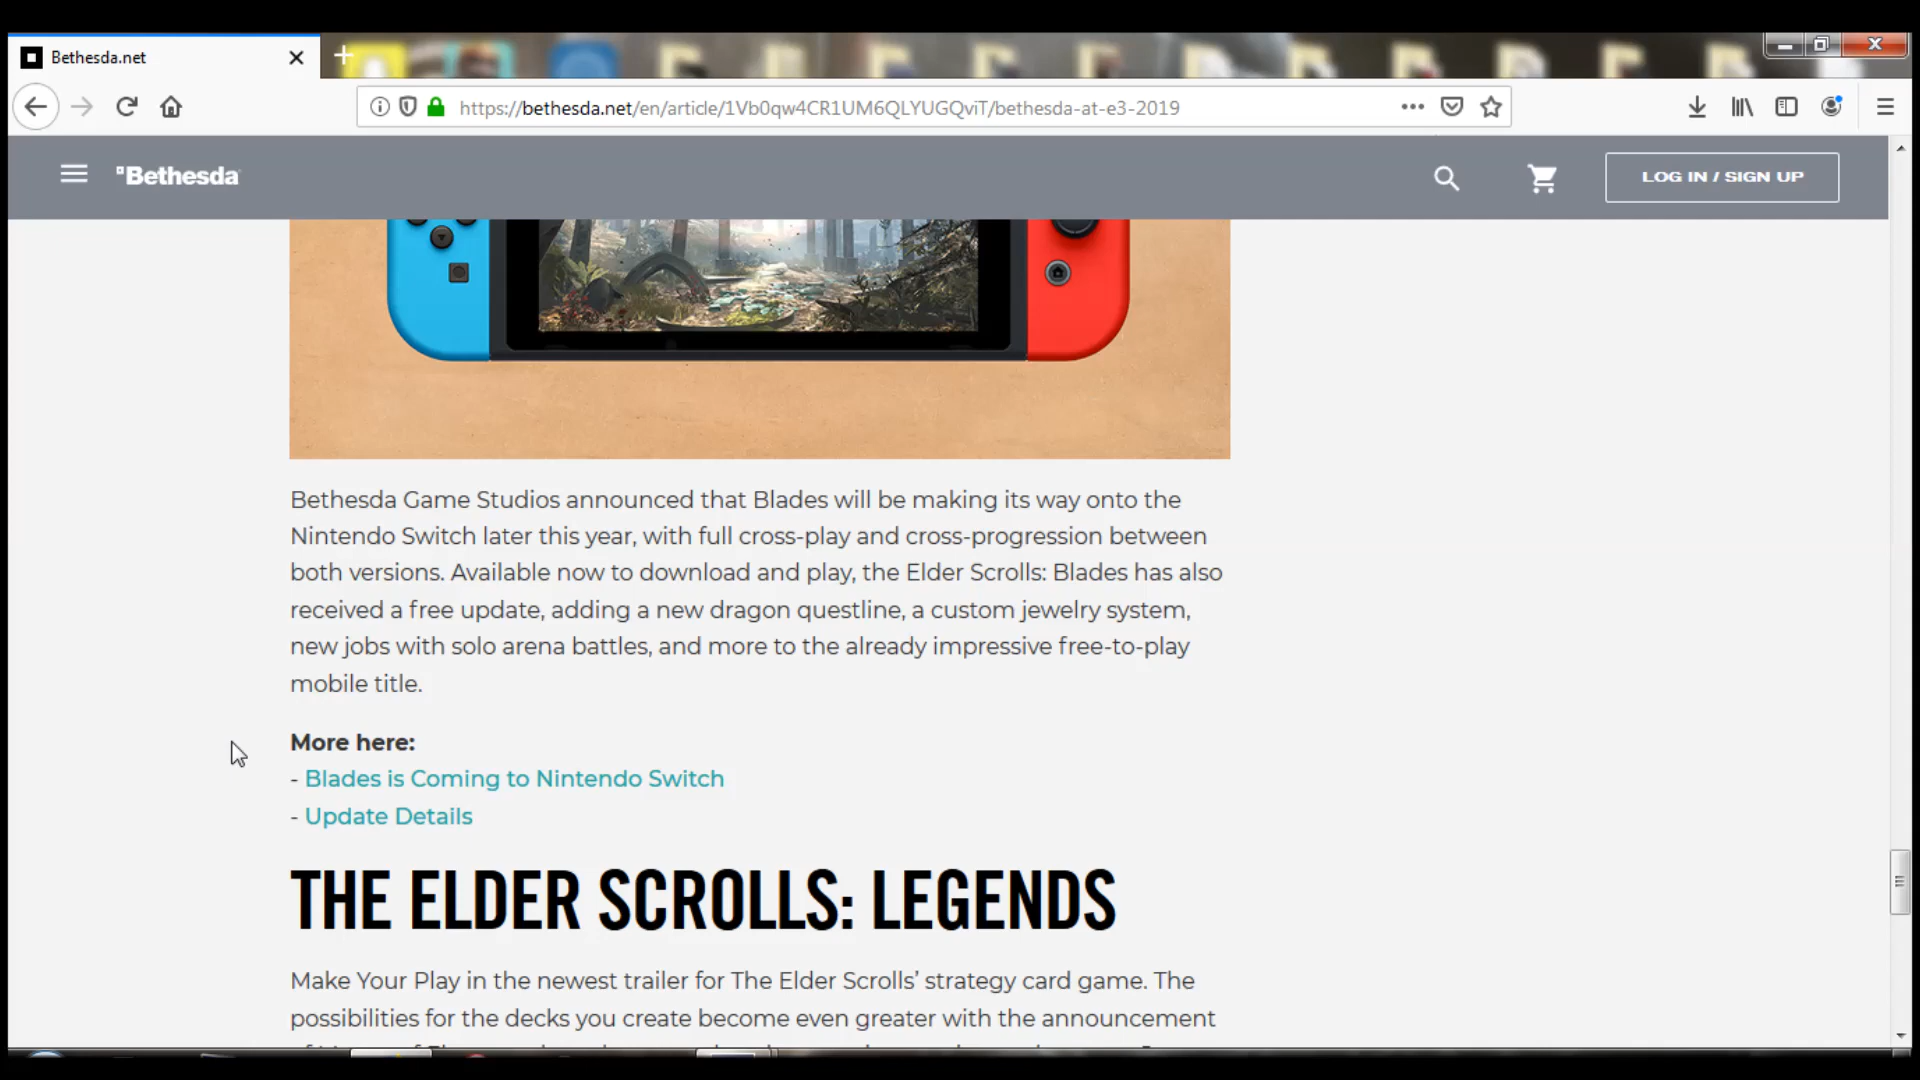 Bethesda.net
https://bethesda.net/en/article/1Vb0qw4CR1UM6QLYUGQviT/bethesda-at-e3-2019
Bethesda
LOG IN / SIGN UP
Bethesda Game Studios announced that Blades will be making its way onto the
Nintendo Switch later this year, with full cross-play and cross-progression between
both versions. Available now to download and play, the Elder Scrolls: Blades has also
received a free update, adding a new dragon questline, a custom jewelry system,
new jobs with solo arena battles, and more to the already impressive free-to-play
mobile title.
More here:
- Blades is Coming to Nintendo Switch
- Update Details
THE ELDER SCROLLS: LEGENDS
Make Your Play in the newest trailer for The Elder Scrolls’ strategy card game. The
possibilities for the decks you create become even greater with the announcement